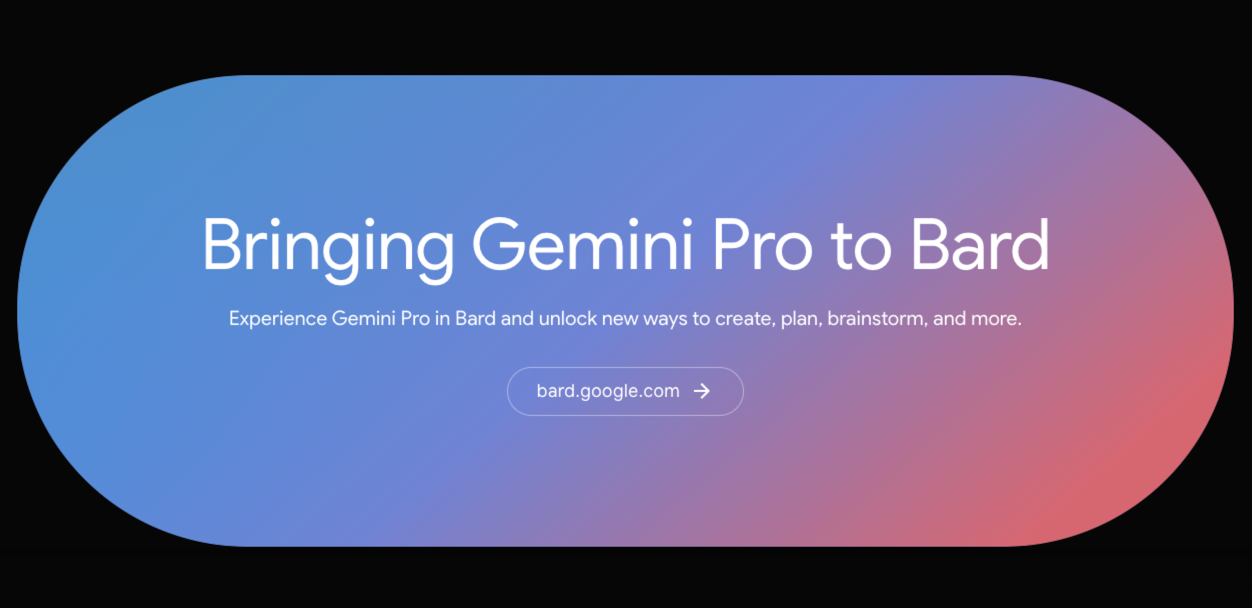 Bringing Gemini Pro to Bard
Experience Gemini Pro in Bard and unlock new ways to create, plan, brainstorm, and more.
bard.google.com →